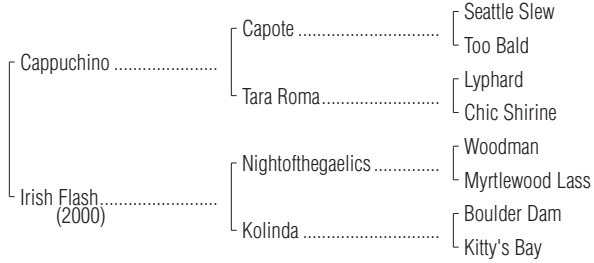 Seattle Slew
Capote ................................
Too Bald
Cappuchino .......................
Lyphard
Tara Roma..........................
Chic Shirine
Woodman
Nightofthegaelics ..............
Myrtlewood Lass
Irish Flash..........................
(2000)
Boulder Dam
Kolinda ...............................
Kitty's Bay